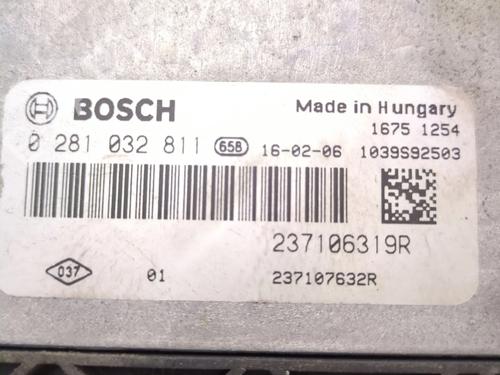 BOSCH Made in Hungary
1675 1254
0 281 032 811 658 16-02-06 1039S92503
237106319R
037 01 237107632R